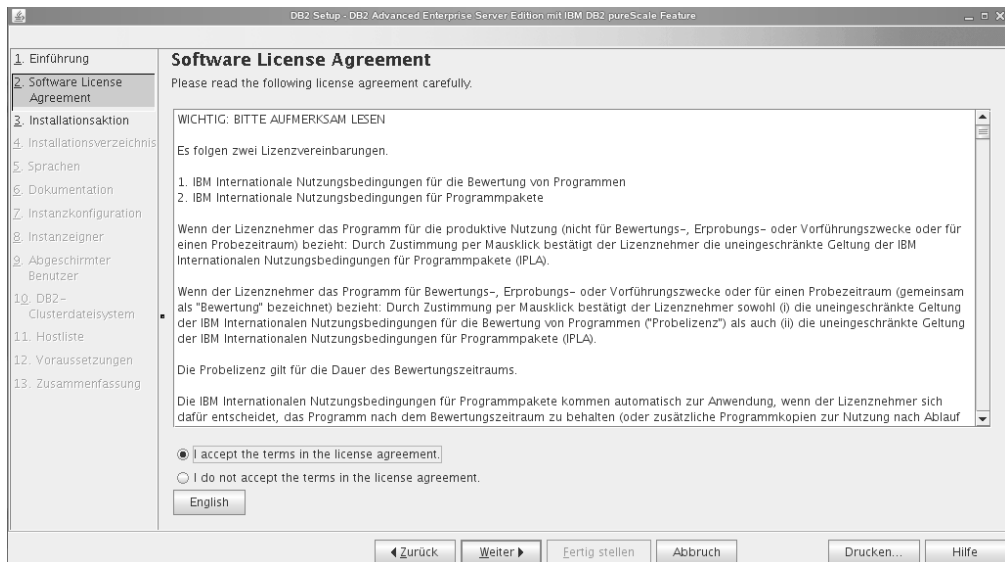 DB2 Setup - DB2 Advanced Enterprise Server Edition mit IBM DB2 pureScale Feature
1. Einführung
2. Software License
Agreement
3. Installationsaktion
4. Installationsverzeichnis
5. Sprachen
6. Dokumentation
7. Instanzkonfiguration
8. Instanzeigner
9. Abgeschirmter
Benutzer
10. DB2-
Clusterdateisystem
11. Hostliste
12. Voraussetzungen
13. Zusammenfassung
Software License Agreement
Please read the following license agreement carefully.
WICHTIG: BITTE AUFMERKSAM LESEN
Es folgen zwei Lizenzvereinbarungen.
1. IBM Internationale Nutzungsbedingungen für die Bewertung von Programmen
2. IBM Internationale Nutzungsbedingungen für Programmpakete
Wenn der Lizenznehmer das Programm für die produktive Nutzung (nicht für Bewertungs-, Erprobungs- oder Vorführungszwecke oder für
einen Probezeitraum) bezieht: Durch Zustimmung per Mausklick bestätigt der Lizenznehmer die uneingeschränkte Geltung der IBM
Internationalen Nutzungsbedingungen für Programmpakete (IPLA).
Wenn der Lizenznehmer das Programm für Bewertungs-, Erprobungs- oder Vorführungszwecke oder für einen Probezeitraum (gemeinsam
als "Bewertung" bezeichnet) bezieht: Durch Zustimmung per Mausklick bestätigt der Lizenznehmer sowohl (i) die uneingeschränkte Geltung
der IBM Internationalen Nutzungsbedingungen für die Bewertung von Programmen ("Probelizenz") als auch (ii) die uneingeschränkte Geltung
der IBM Internationalen Nutzungsbedingungen für Programmpakete (IPLA).
Die Probelizenz gilt für die Dauer des Bewertungszeitraums.
Die IBM Internationalen Nutzungsbedingungen für Programmpakete kommen automatisch zur Anwendung, wenn der Lizenznehmer sich
dafür entscheidet, das Programm nach dem Bewertungszeitraum zu behalten (oder zusätzliche Programmkopien zur Nutzung nach Ablauf
I accept the terms in the license agreement.
I do not accept the terms in the license agreement.
English
Zurück Weiter Fertig stellen Abbruch Drucken... Hilfe